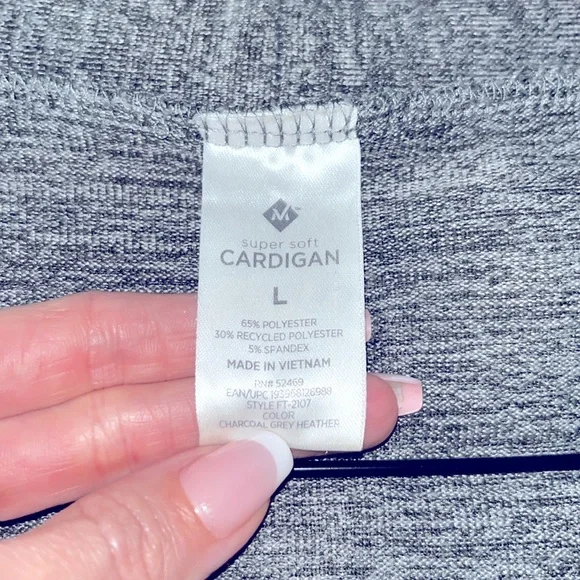 M
super soft
CARDIGAN
L
65% POLYESTER
30% RECYCLED POLYESTER
5% SPANDEX
MADE IN VIETNAM
RN# 52469
EAN/UPC 193968126988
STYLE FT-2107
COLOR
CHARCOAL GREY HEATHER